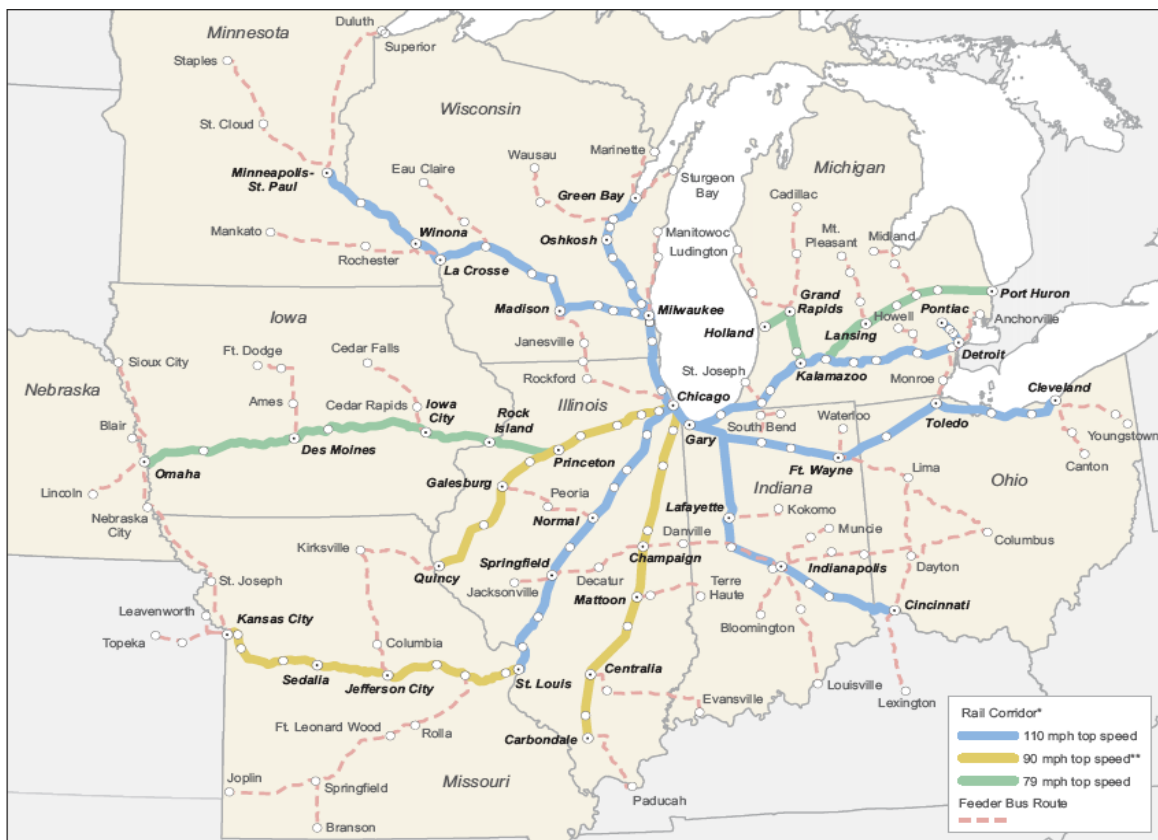 Duluth
Minnesota
Superior
Staples
Wisconsin
St. Cloud
Wausau
Marinette
Michigan
Minneapolis-
St. Paul
Eau Claire
Green Bay
Sturgeon
Bay
Cadillac
Mankato
Winona
Oshkosh
Manitowoc
Ludington
Mt.
Pleasant
Midland
Rochester
La Crosse
Madison
Milwaukee
Grand
Rapids
Port Huron
Pontiac
Anchorville
Holland
Lansing
Howell
Iowa
Janesville
Detroit
Sioux City
Ft. Dodge
Cedar Falls
Rockford
St. Joseph
Kalamazoo
Monroe
Cleveland
Nebraska
Chicago
Ames
Cedar Rapids
Iowa
City
Rock
Island
Illinois
Gary
South Bend
Waterloo
Toledo
Youngstown
Blair
Des Moines
Princeton
Ft. Wayne
Canton
Omaha
Galesburg
Lima
Ohio
Lincoln
Peoria
Indiana
Nebraska
City
Normal
Lafayette
Kokomo
Danville
Muncie
Columbus
Kirksville
Springfield
Champaign
Indianapolis
Quincy
Decatur
Dayton
St. Joseph
Jacksonville
Mattoon
Terre
Haute
Leavenworth
Kansas City
Cincinnati
Topeka
Columbia
Bloomington
Sedalia
Jefferson City
St. Louis
Centralia
Louisville
Lexington
Evansville
Ft. Leonard Wood
Rolla
Carbondale
Joplin
Springfield
Missouri
Paducah
Branson
Rail Corridor*
110 mph top speed
90 mph top speed**
79 mph top speed
Feeder Bus Route